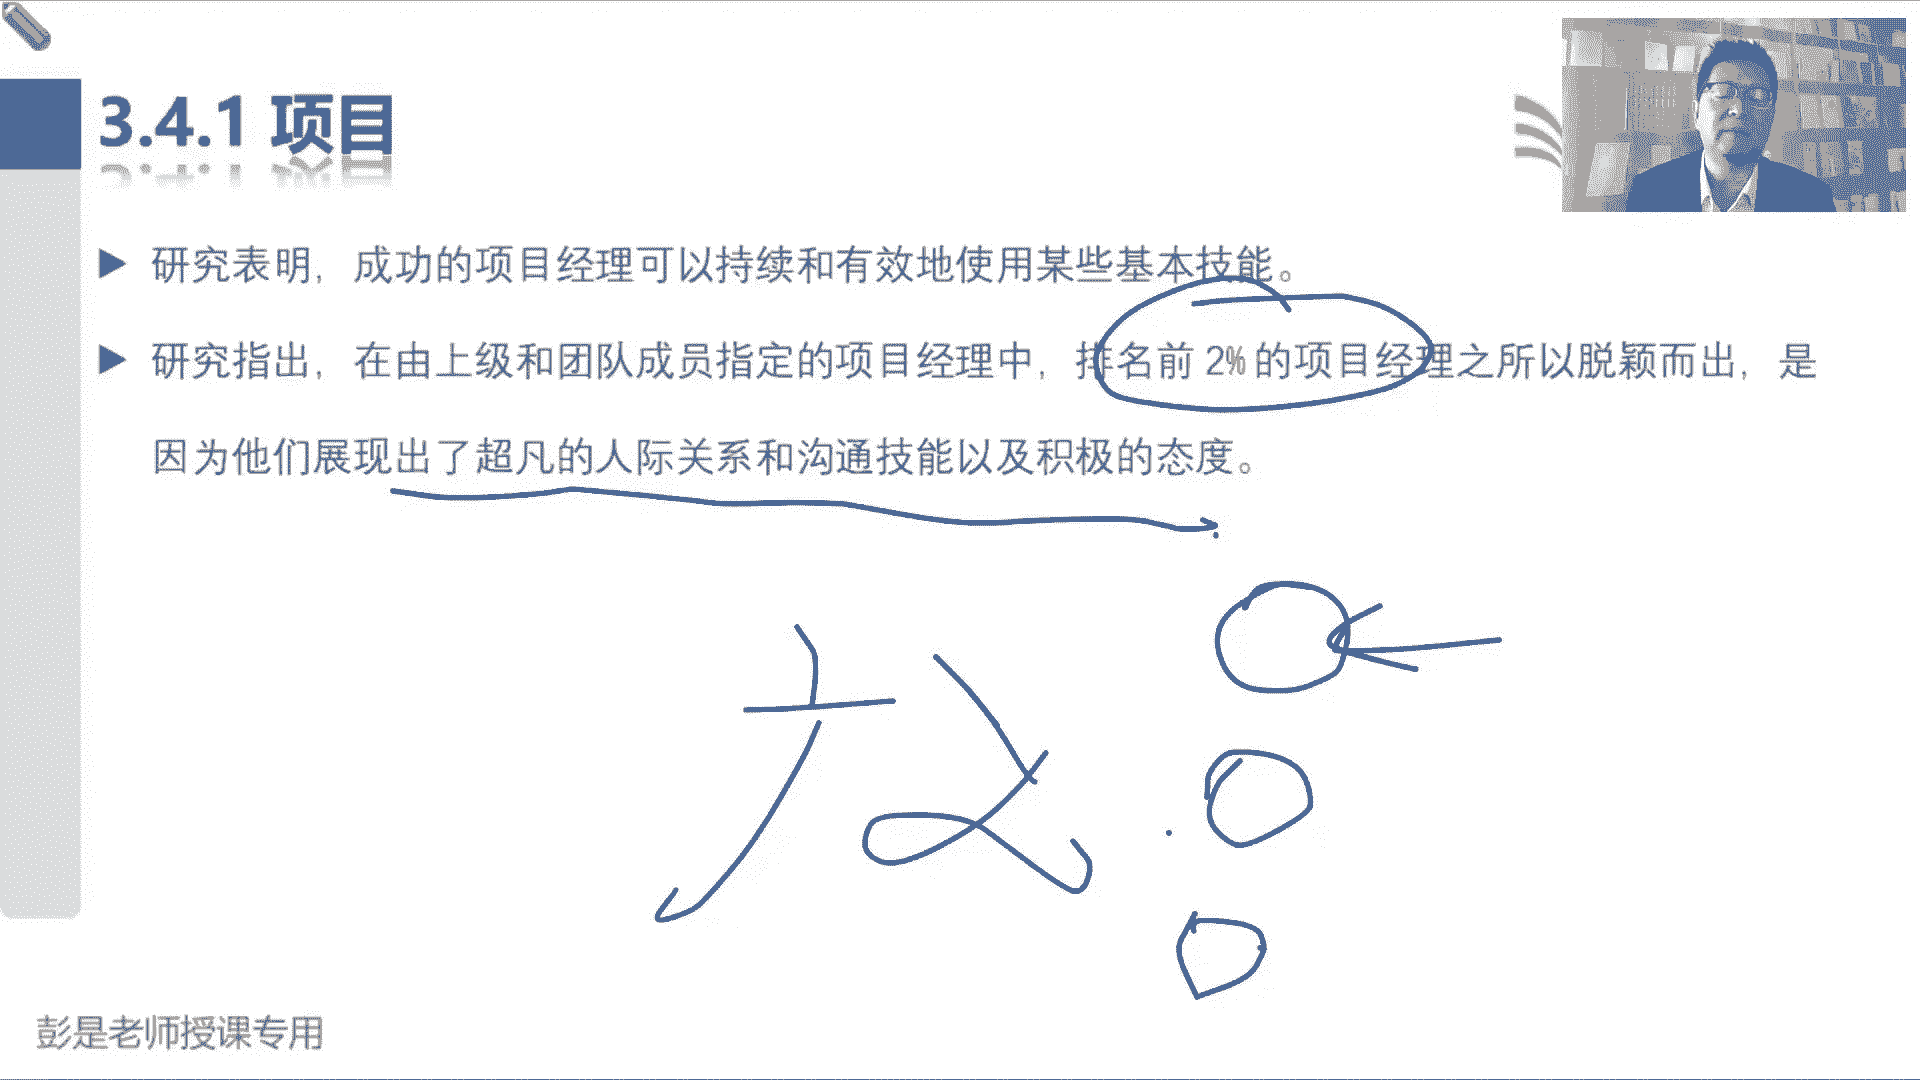 3.4.1 项目
研究表明，成功的项目经理可以持续和有效地使用某些基本技能。
研究指出，在由上级和团队成员指定的项目经理中，排名前 2% 的项目经理之所以脱颖而出，是
因为他们展现出了超凡的人际关系和沟通技能以及积极的态度。
彭是老师授课专用